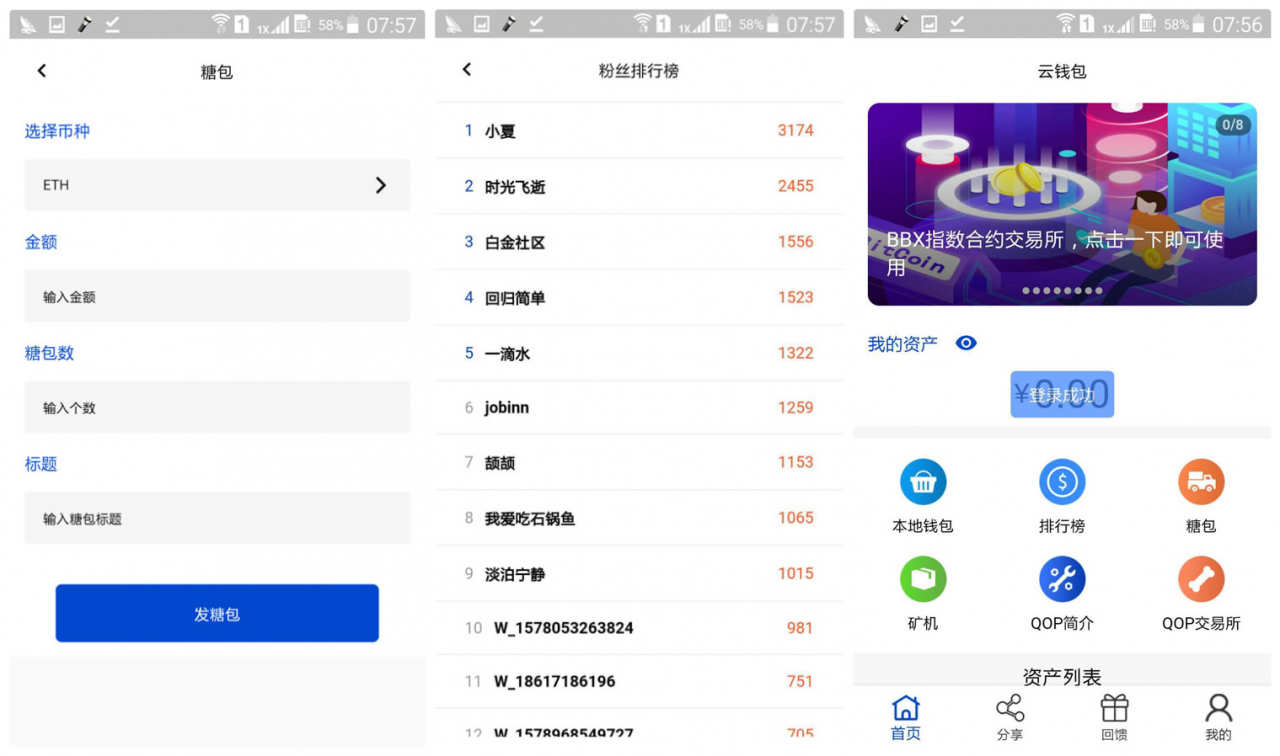 1 1X 58% 07:57
糖包
选择币种
ETH
金额
输入金额
糖包数
输入个数
标题
输入糖包标题
发糖包
1 1X 58% 07:57
粉丝排行榜
1 小夏 3174
2 时光飞逝 2455
3 白金社区 1556
4 回归简单 1523
5 一滴水 1322
6 jobinn 1259
7 颉颉 1153
8 我爱吃石锅鱼 1065
9 淡泊宁静 1015
10 W_1578053263824 981
11 W_18617186196 751
12 W_1578968549727 705
1 1X 58% 07:56
云钱包
0/8
BitCoin
BBX指数合约交易所，点击一下即可使
用
我的资产
¥0.00
登录成功
本地钱包 排行榜 糖包
矿机 QOP简介 QOP交易所
资产列表
首页 分享 回馈 我的